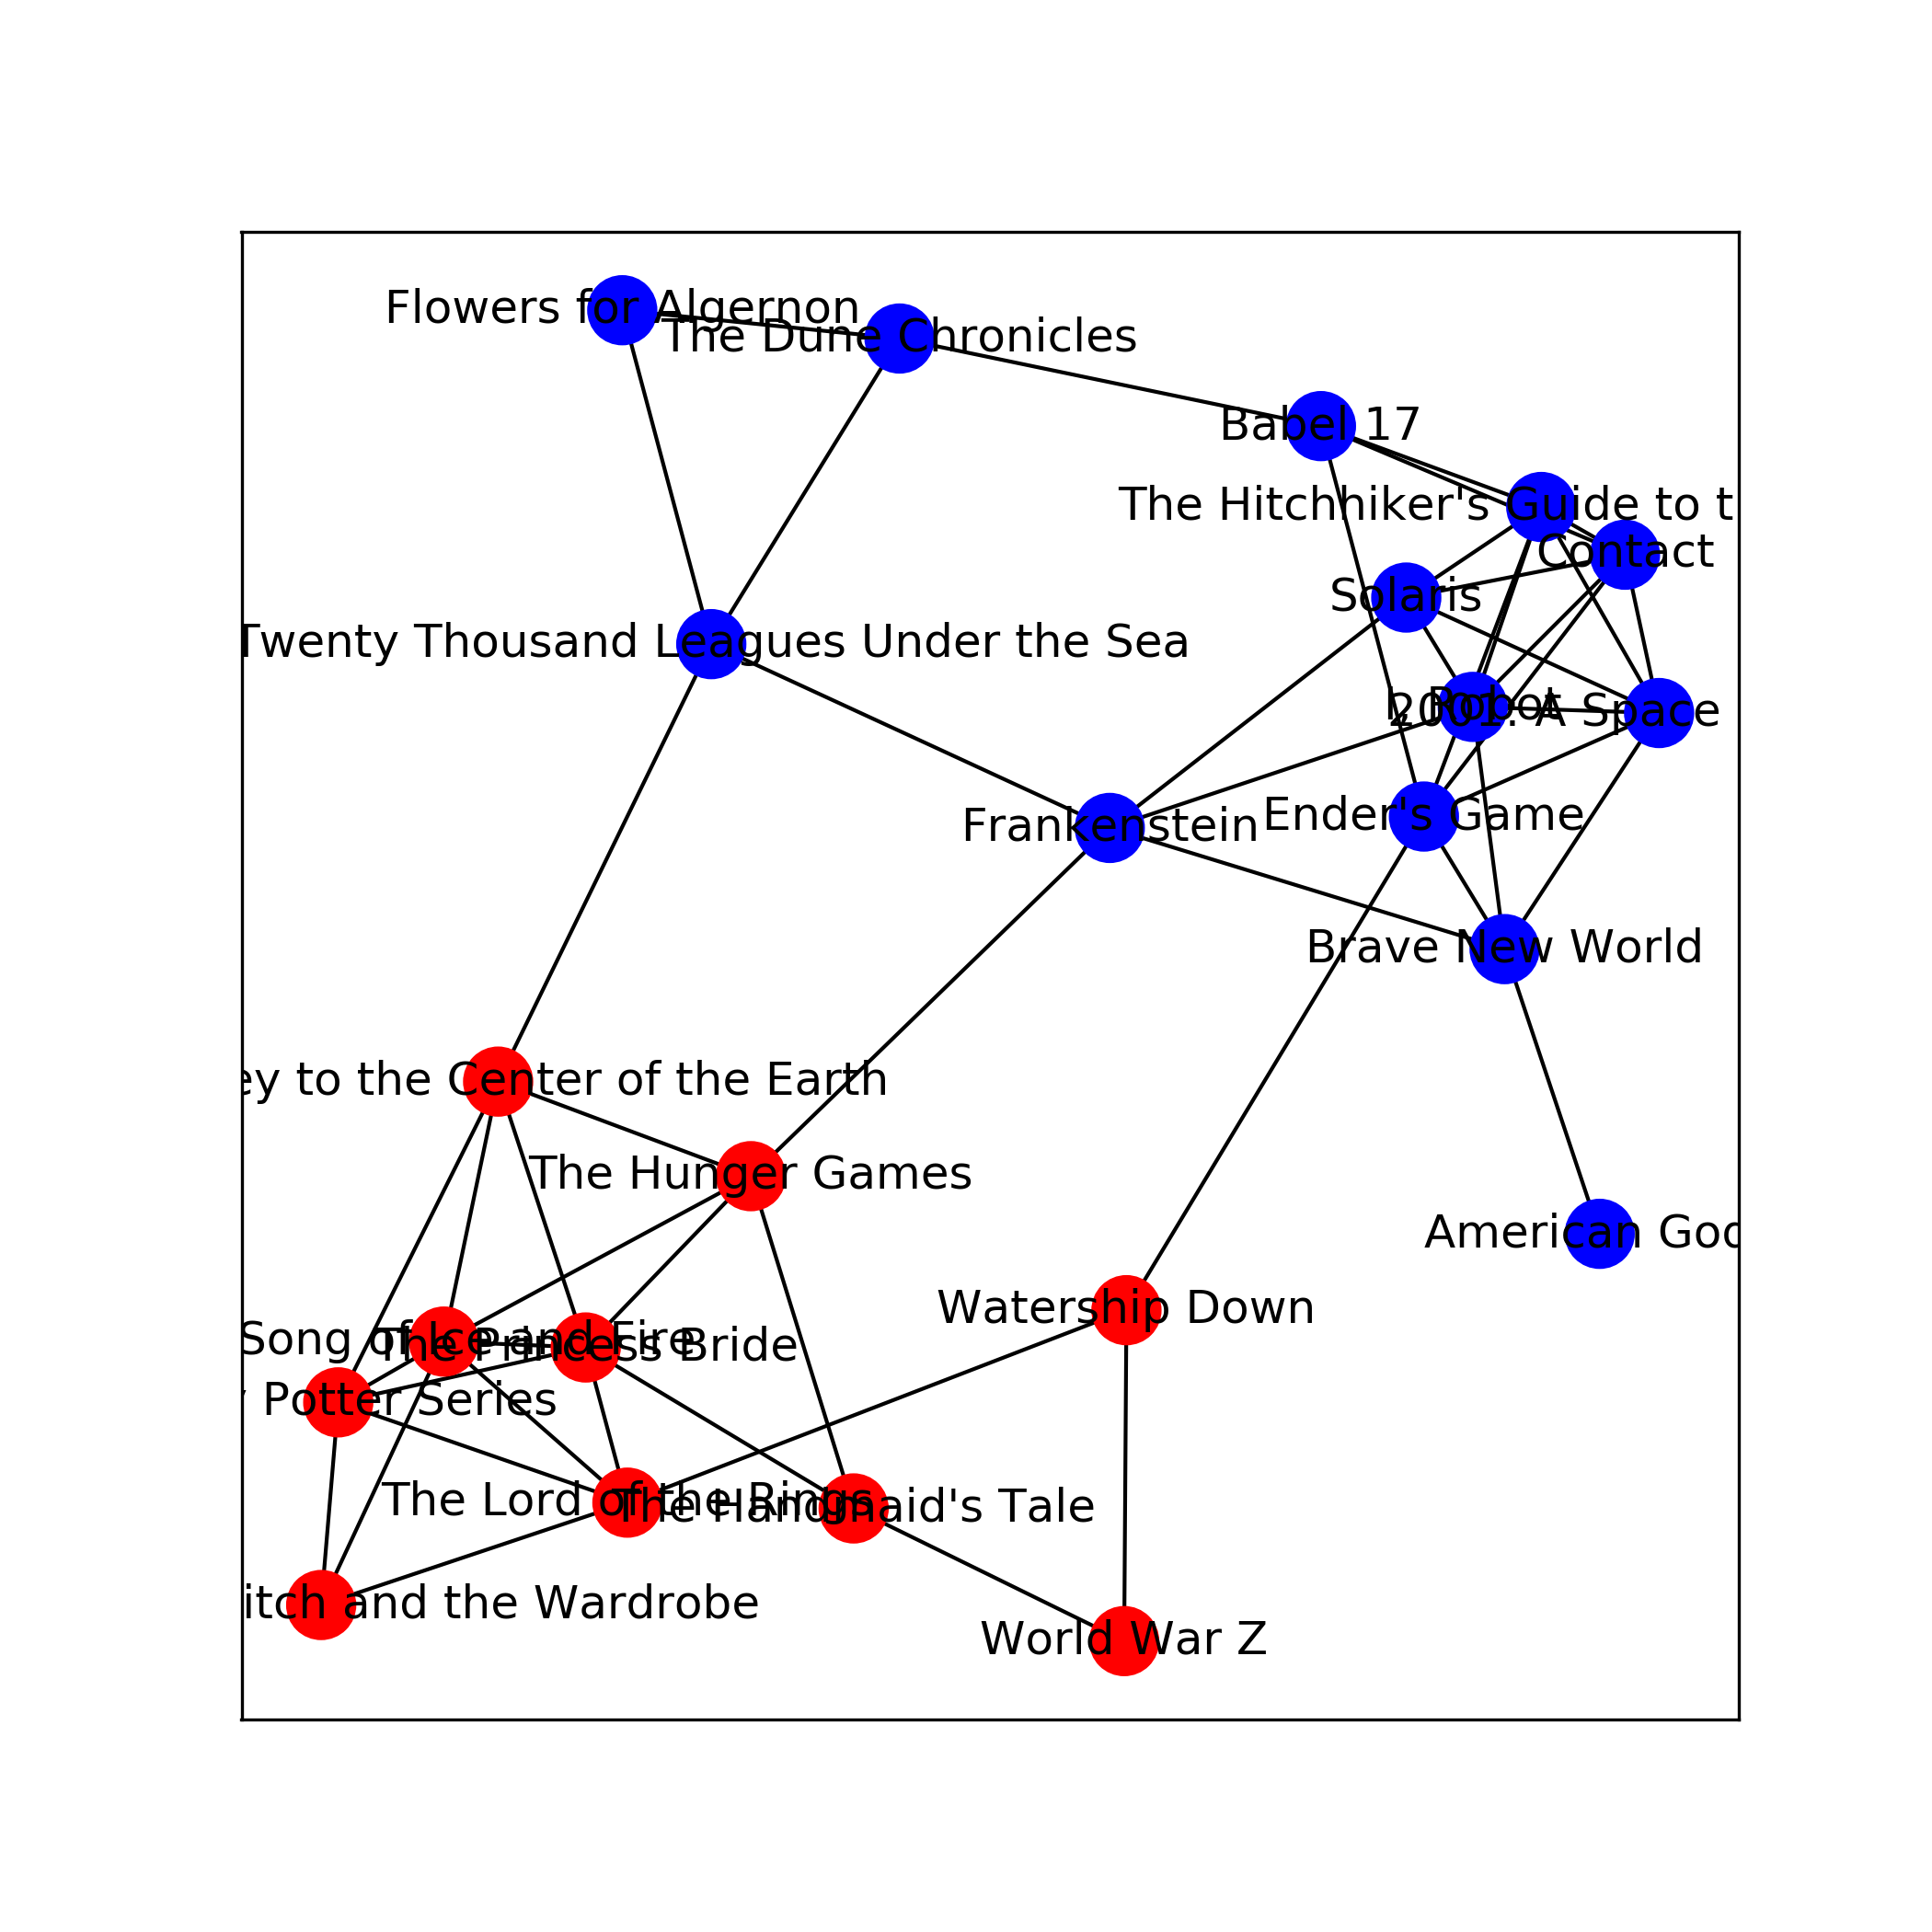 Flowers for Algernon
The Dune Chronicles
Babel 17
The Hitchhiker's Guide to t
Contact
Solaris
Twenty Thousand Leagues Under the Sea
I, Robot
2001: A Space
Frankenstein
Ender's Game
Brave New World
ey to the Center of the Earth
The Hunger Games
American God
Watership Down
Song of Ice and Fire
The Princess Bride
y Potter Series
The Lord of the Rings
The Handmaid's Tale
itch and the Wardrobe
World War Z